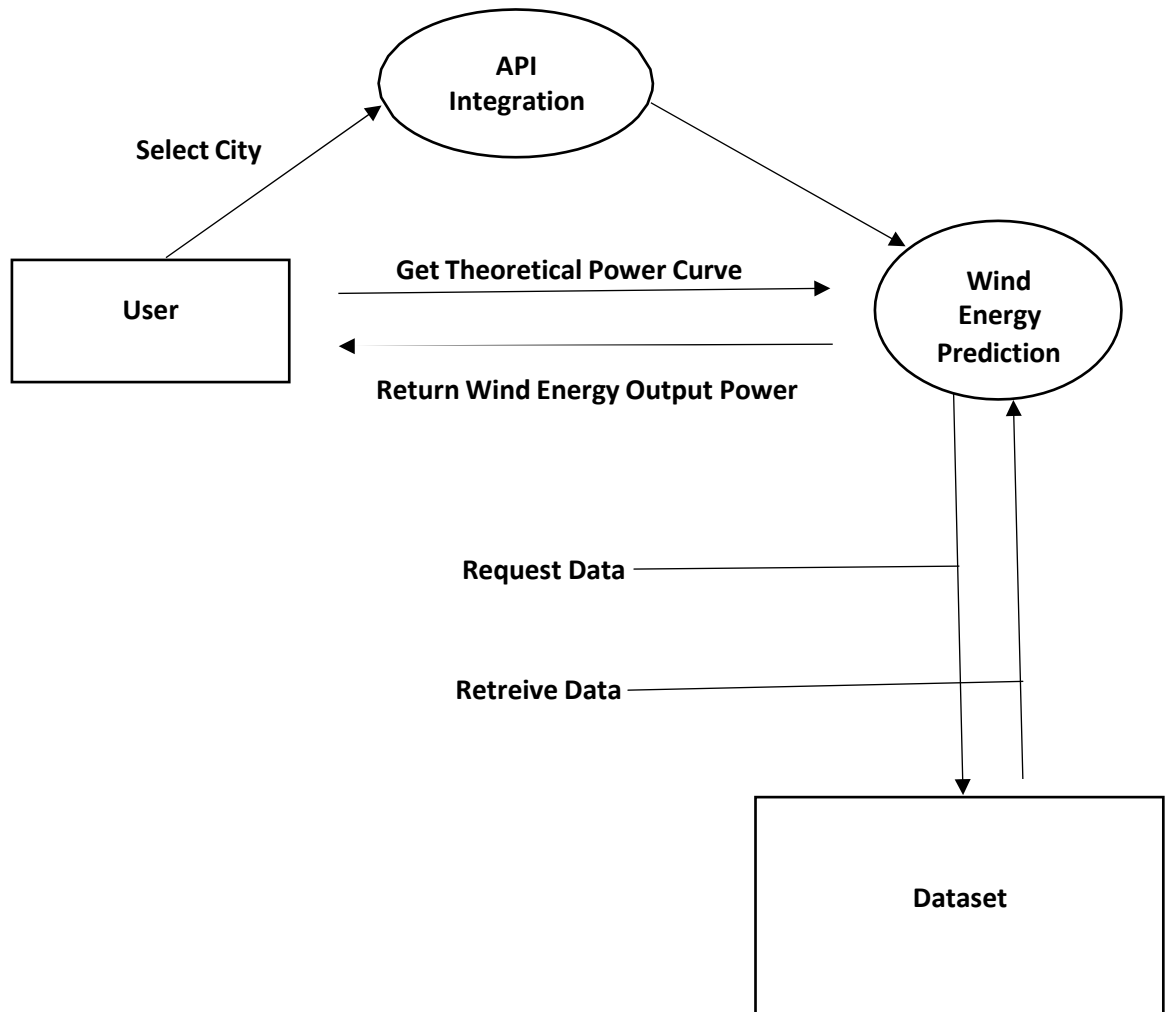 API
Integration
Select City
Get Theoretical Power Curve
User
Wind
Energy
Prediction
Return Wind Energy Output Power
Request Data
Retreive Data
Dataset